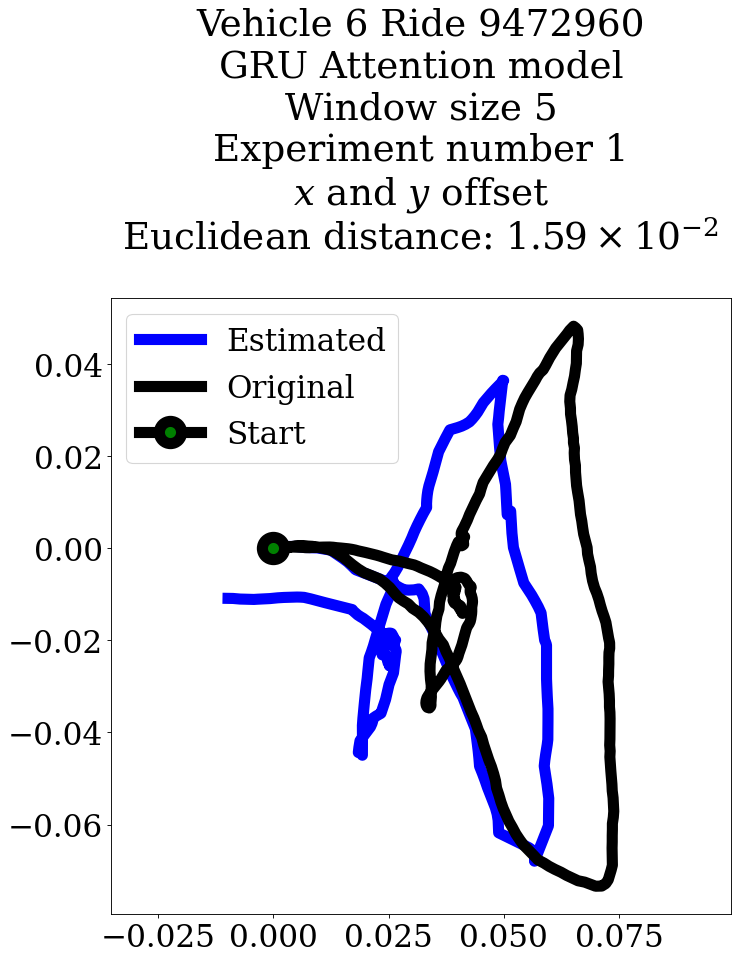 Vehicle 6 Ride 9472960
GRU Attention model
Window size 5
Experiment number 1
x and y offset
Euclidean distance: 1.59 × 10⁻²
Estimated
Original
Start
0.04
0.02
0.00
−0.02
−0.04
−0.06
−0.025 0.000 0.025 0.050 0.075